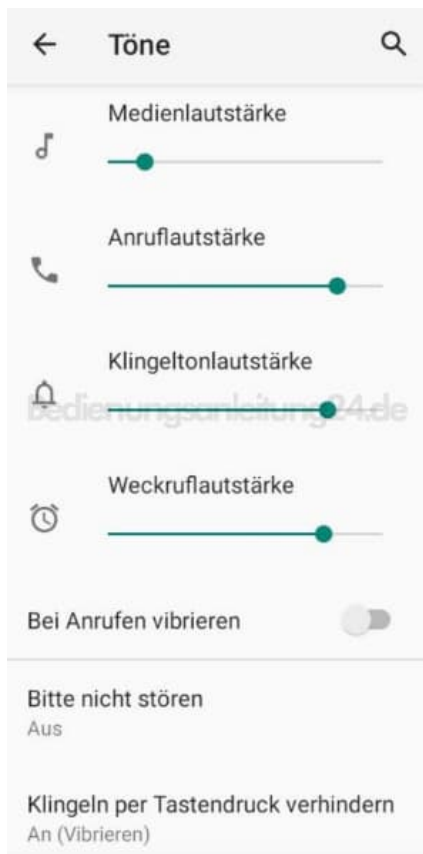 Töne
Medienlautstärke
Anruflautstärke
Klingeltonlautstärke
bedienungsanleitung24.de
Weckruflautstärke
Bei Anrufen vibrieren
Bitte nicht stören
Aus
Klingeln per Tastendruck verhindern
An (Vibrieren)